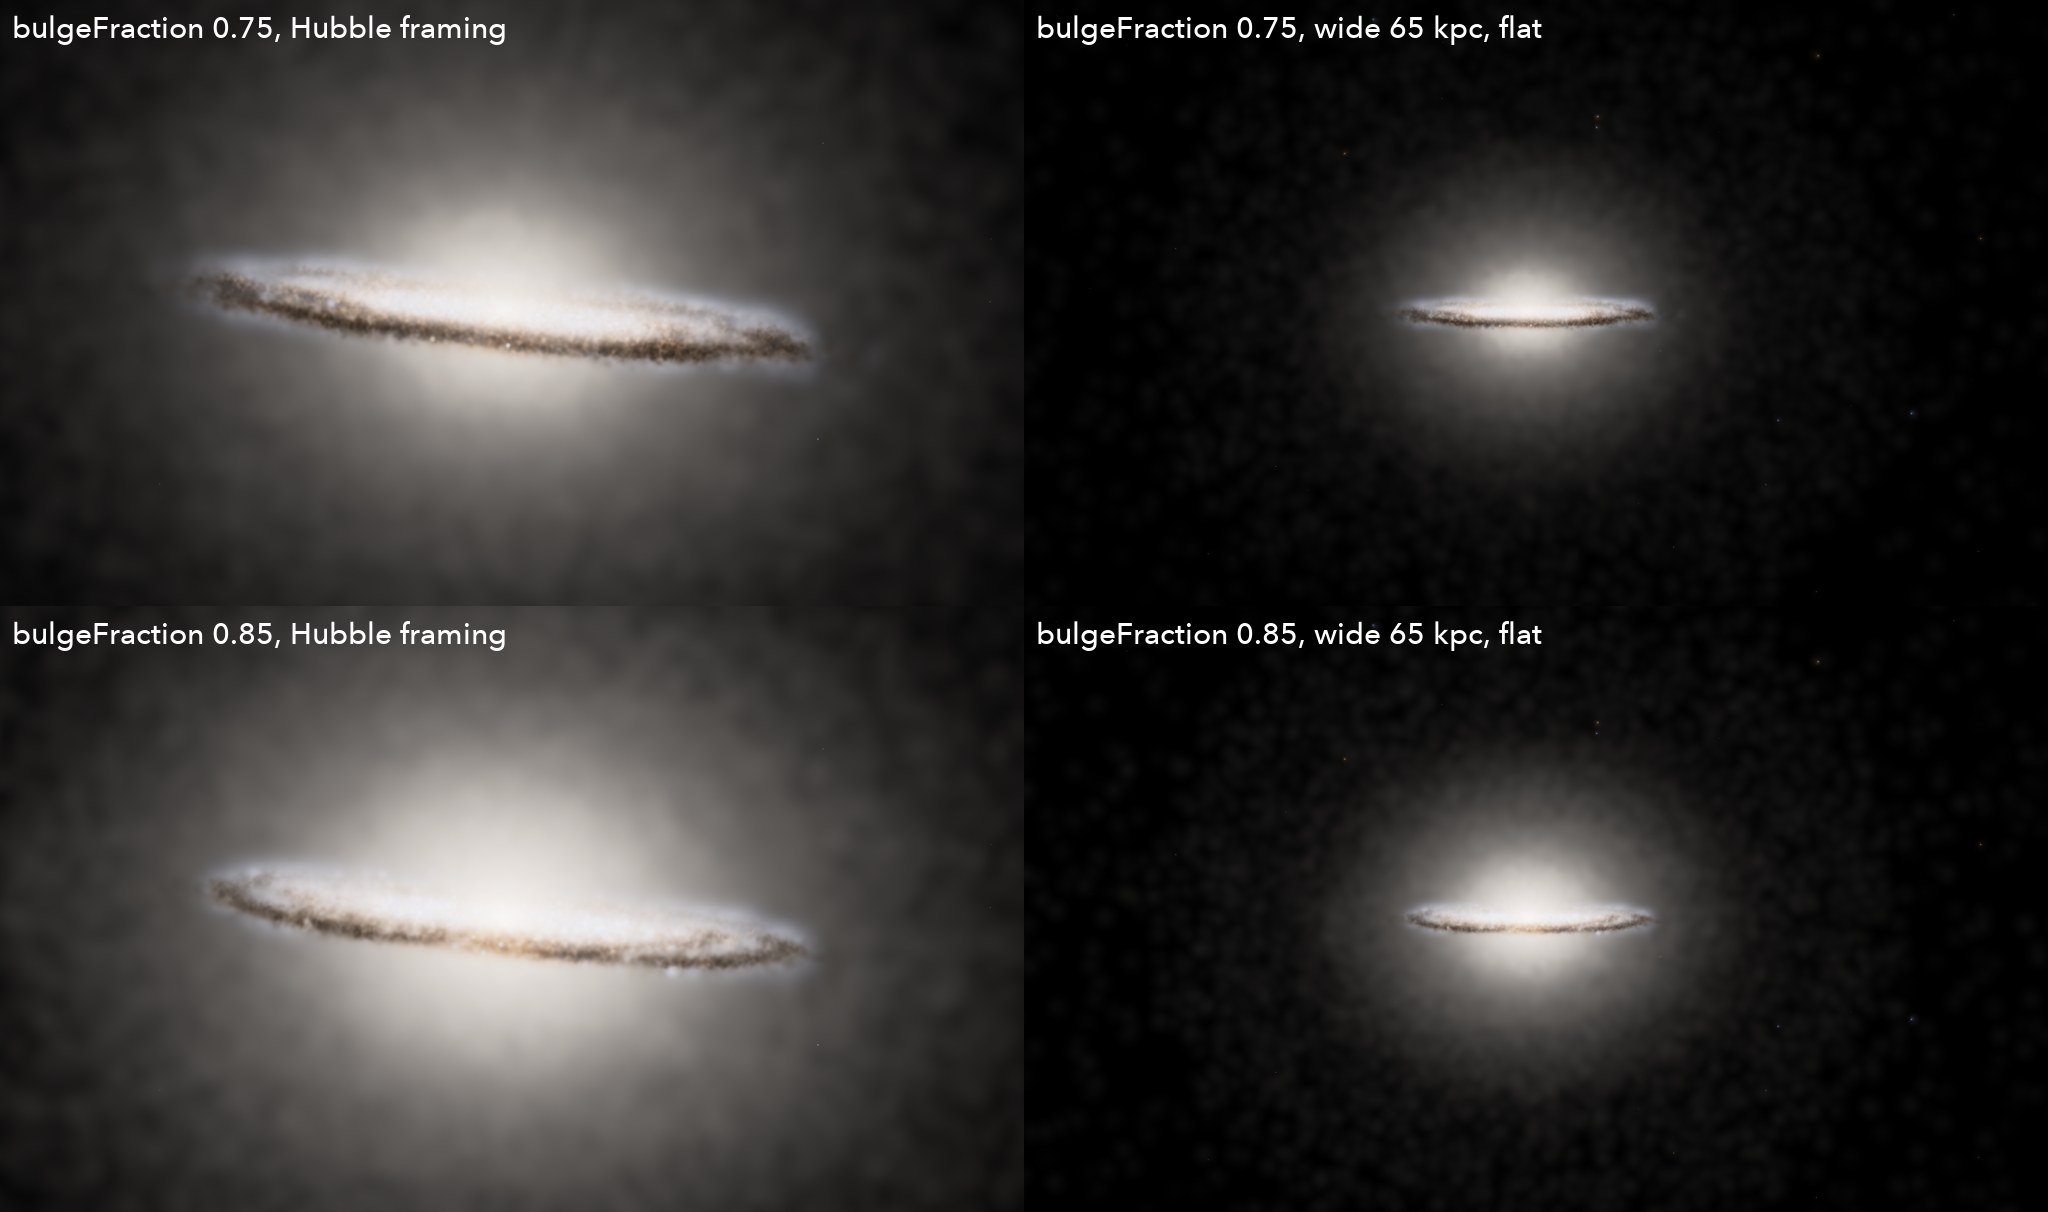 bulgeFraction 0.75, Hubble framing
bulgeFraction 0.75, wide 65 kpc, flat
bulgeFraction 0.85, Hubble framing
bulgeFraction 0.85, wide 65 kpc, flat